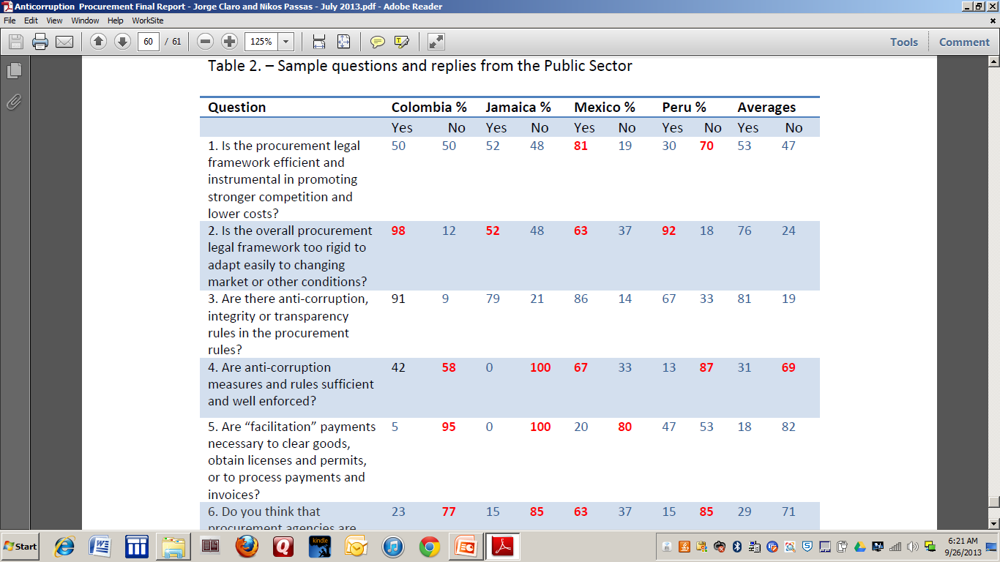 Anticorruption Procurement Final Report - Jorge Claro and Nikos Passas - July 2013.pdf - Adobe Reader
File Edit View Window Help WorkSite
60 / 61 125% Tools Comment
Table 2. – Sample questions and replies from the Public Sector
Question Colombia % Jamaica % Mexico % Peru % Averages
Yes No Yes No Yes No Yes No Yes No
1. Is the procurement legal 50 50 52 48 81 19 30 70 53 47
framework efficient and
instrumental in promoting
stronger competition and
lower costs?
2. Is the overall procurement 98 12 52 48 63 37 92 18 76 24
legal framework too rigid to
adapt easily to changing
market or other conditions?
3. Are there anti-corruption, 91 9 79 21 86 14 67 33 81 19
integrity or transparency
rules in the procurement
rules?
4. Are anti-corruption 42 58 0 100 67 33 13 87 31 69
measures and rules sufficient
and well enforced?
5. Are “facilitation” payments 5 95 0 100 20 80 47 53 18 82
necessary to clear goods,
obtain licenses and permits,
or to process payments and
invoices?
6. Do you think that 23 77 15 85 63 37 15 85 29 71
procurement agencies are
Start kindle 6:21 AM
9/26/2013